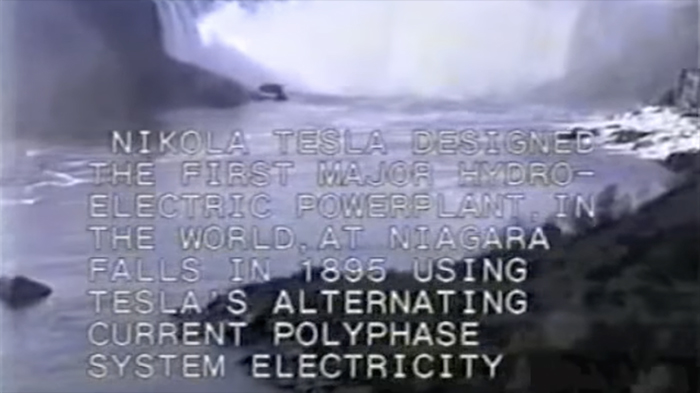 NIKOLA TESLA DESIGNED
THE FIRST MAJOR HYDRO-
ELECTRIC POWERPLANT, IN
THE WORLD, AT NIAGARA
FALLS IN 1895 USING
TESLA'S ALTERNATING
CURRENT POLYPHASE
SYSTEM ELECTRICITY